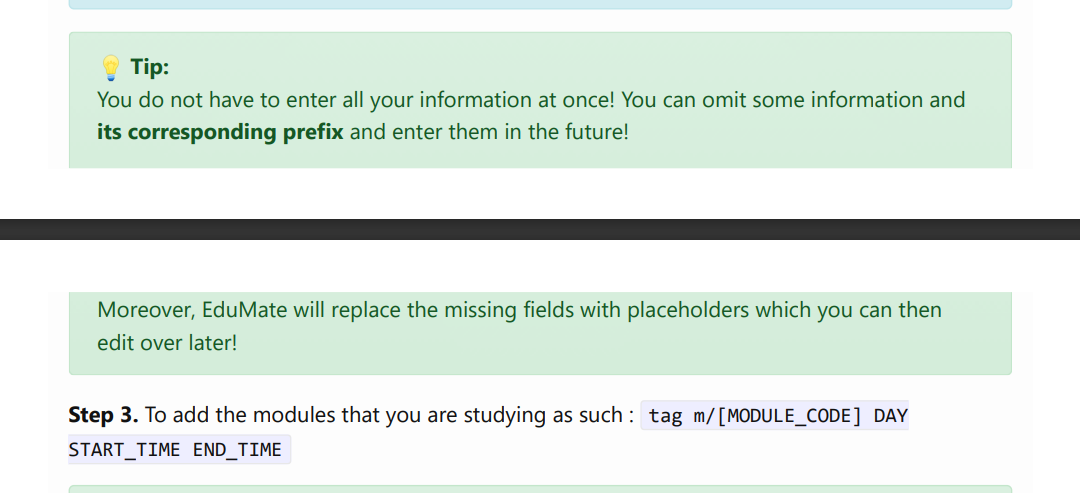 💡 Tip:
You do not have to enter all your information at once! You can omit some information and
its corresponding prefix and enter them in the future!
Moreover, EduMate will replace the missing fields with placeholders which you can then
edit over later!
Step 3. To add the modules that you are studying as such : tag m/[MODULE_CODE] DAY
START_TIME END_TIME